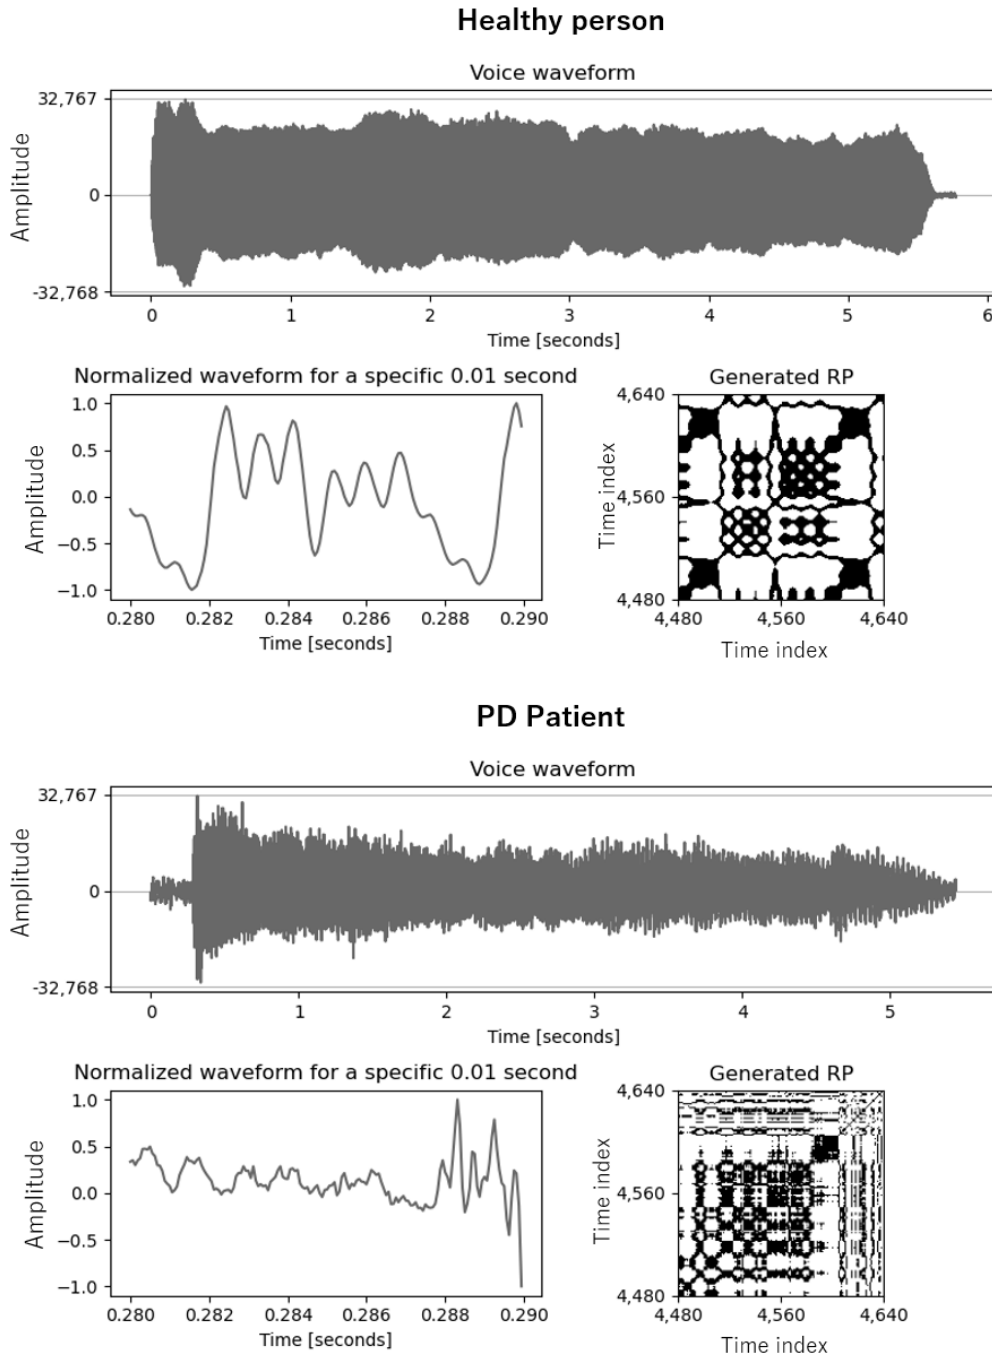 Healthy person
Voice waveform
32,767
0
-32,768
Amplitude
0 1 2 3 4 5 6
Time [seconds]
Normalized waveform for a specific 0.01 second
1.0
0.5
0.0
−0.5
−1.0
Amplitude
0.280 0.282 0.284 0.286 0.288 0.290
Time [seconds]
Generated RP
4,640
4,560
4,480
Time index
4,480 4,560 4,640
Time index
PD Patient
Voice waveform
32,767
0
-32,768
Amplitude
0 1 2 3 4 5
Time [seconds]
Normalized waveform for a specific 0.01 second
1.0
0.5
0.0
−0.5
−1.0
Amplitude
0.280 0.282 0.284 0.286 0.288 0.290
Time [seconds]
Generated RP
4,640
4,560
4,480
Time index
4,480 4,560 4,640
Time index